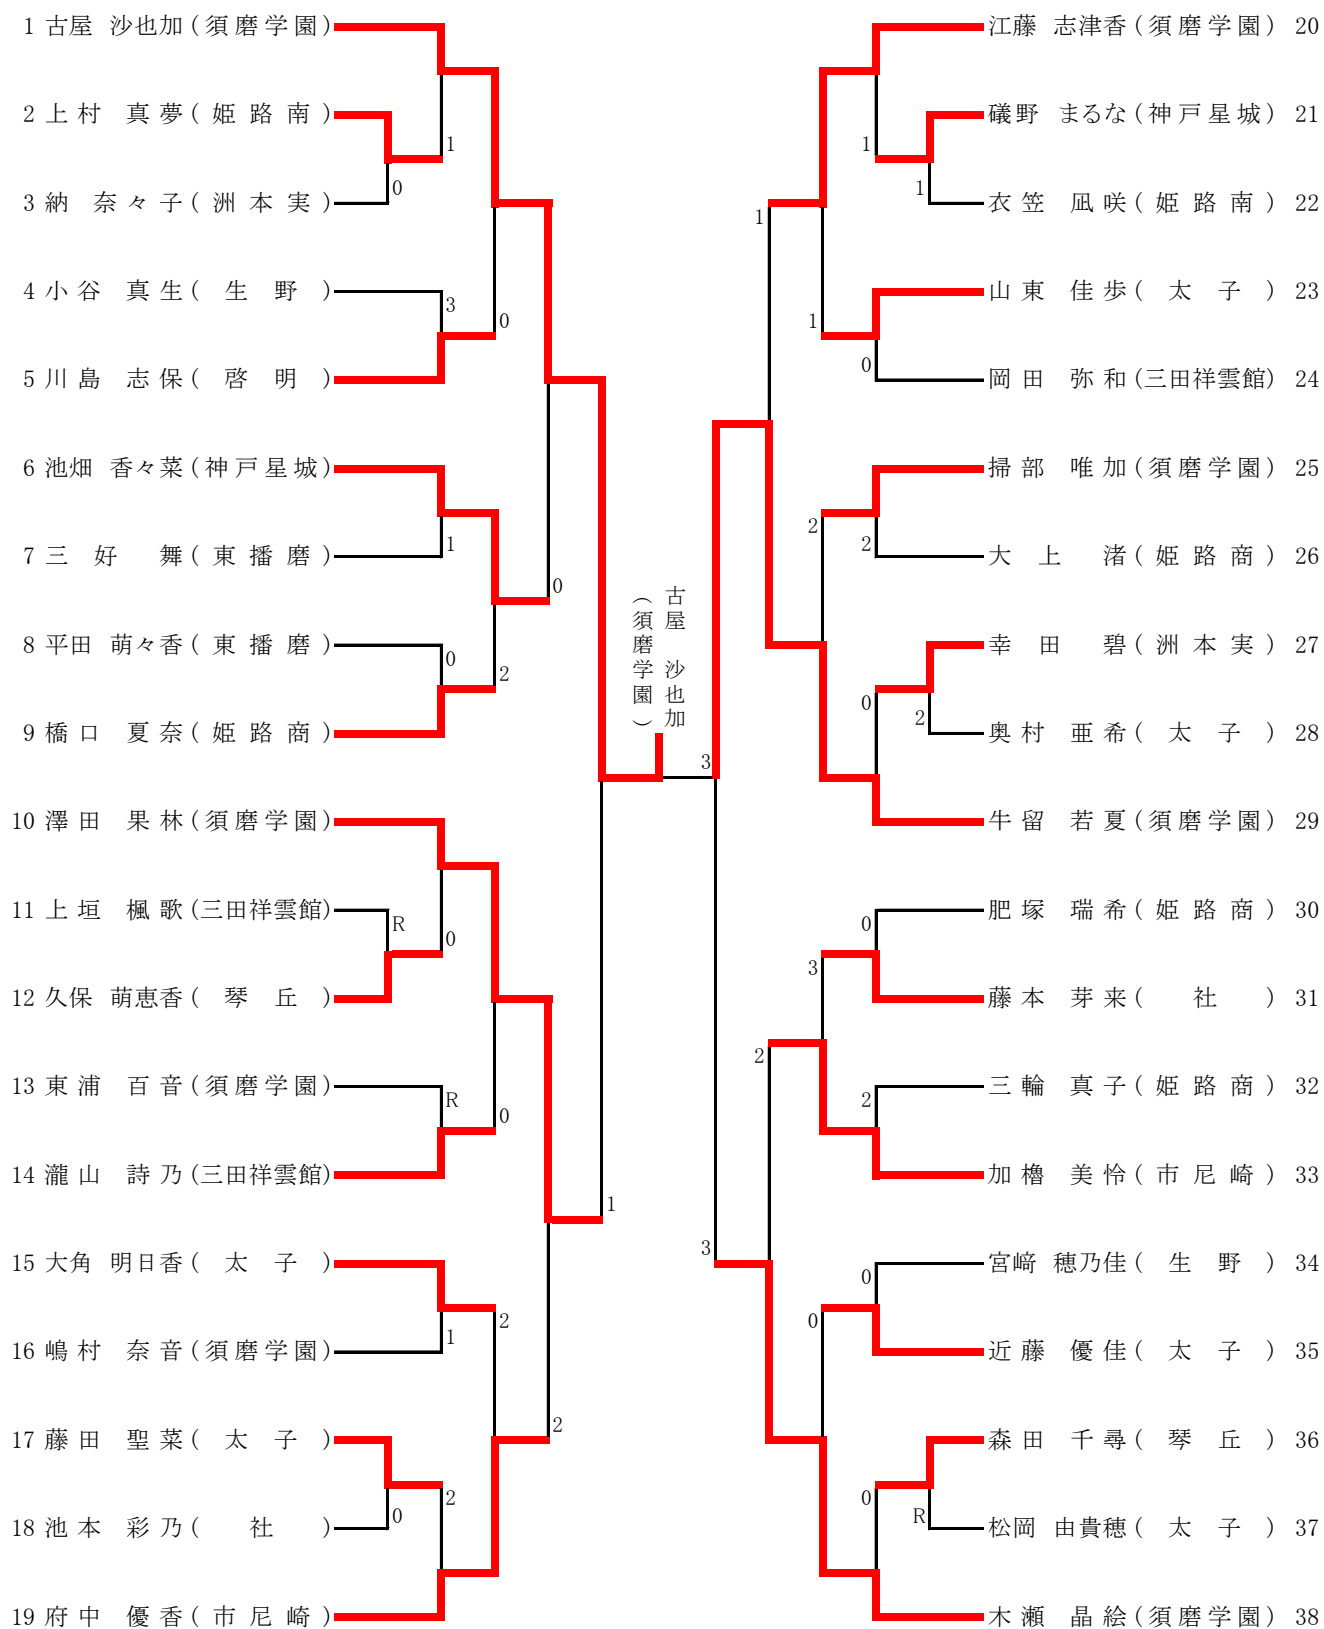 1 古屋 沙也加 (須磨学園)
2 上村 真夢 (姫路南)
3 納 奈々子 (洲本実)
4 小谷 真生 (生野)
5 川島 志保 (啓明)
6 池畑 香々菜 (神戸星城)
7 三好 舞 (東播磨)
8 平田 萌々香 (東播磨)
9 橋口 夏奈 (姫路商)
10 澤田 果林 (須磨学園)
11 上垣 楓歌 (三田祥雲館)
12 久保 萌恵香 (琴丘)
13 東浦 百音 (須磨学園)
14 瀧山 詩乃 (三田祥雲館)
15 大角 明日香 (太子)
16 嶋村 奈音 (須磨学園)
17 藤田 聖菜 (太子)
18 池本 彩乃 (社)
19 府中 優香 (市尼崎)
1
0
3
0
1
0
0
2
R
0
R
0
1
2
1
2
0
2
古屋 沙也加
(須磨学園)
3
1
1
1
1
0
2
2
0
2
0
3
2
2
3
0
0
0
R
江藤 志津香 (須磨学園) 20
礒野 まるな (神戸星城) 21
衣笠 凪咲 (姫路南) 22
山東 佳歩 (太子) 23
岡田 弥和 (三田祥雲館) 24
掃部 唯加 (須磨学園) 25
大上 渚 (姫路商) 26
幸田 碧 (洲本実) 27
奥村 亜希 (太子) 28
牛留 若夏 (須磨学園) 29
肥塚 瑞希 (姫路商) 30
藤本 芽来 (社) 31
三輪 真子 (姫路商) 32
加櫓 美怜 (市尼崎) 33
宮﨑 穂乃佳 (生野) 34
近藤 優佳 (太子) 35
森田 千尋 (琴丘) 36
松岡 由貴穂 (太子) 37
木瀬 晶絵 (須磨学園) 38